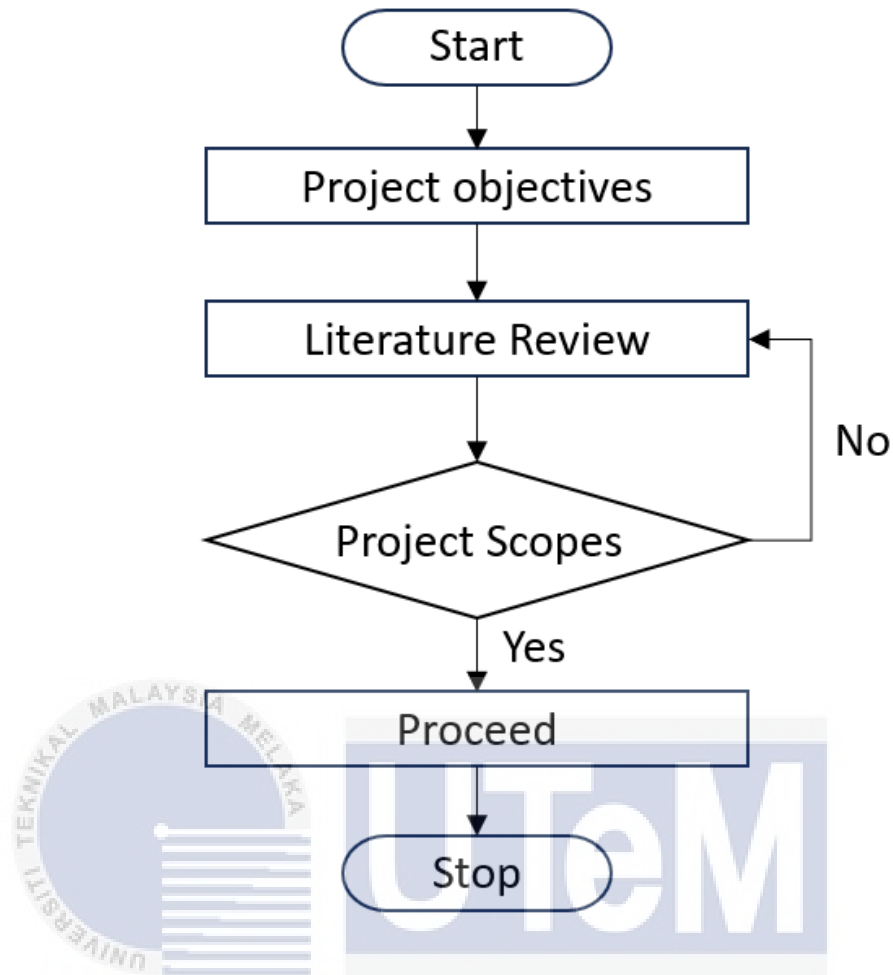 Start
Project objectives
Literature Review
No
Project Scopes
Yes
Proceed
Stop
UNIVERSITI TEKNIKAL MALAYSIA MELAKA
UTeM